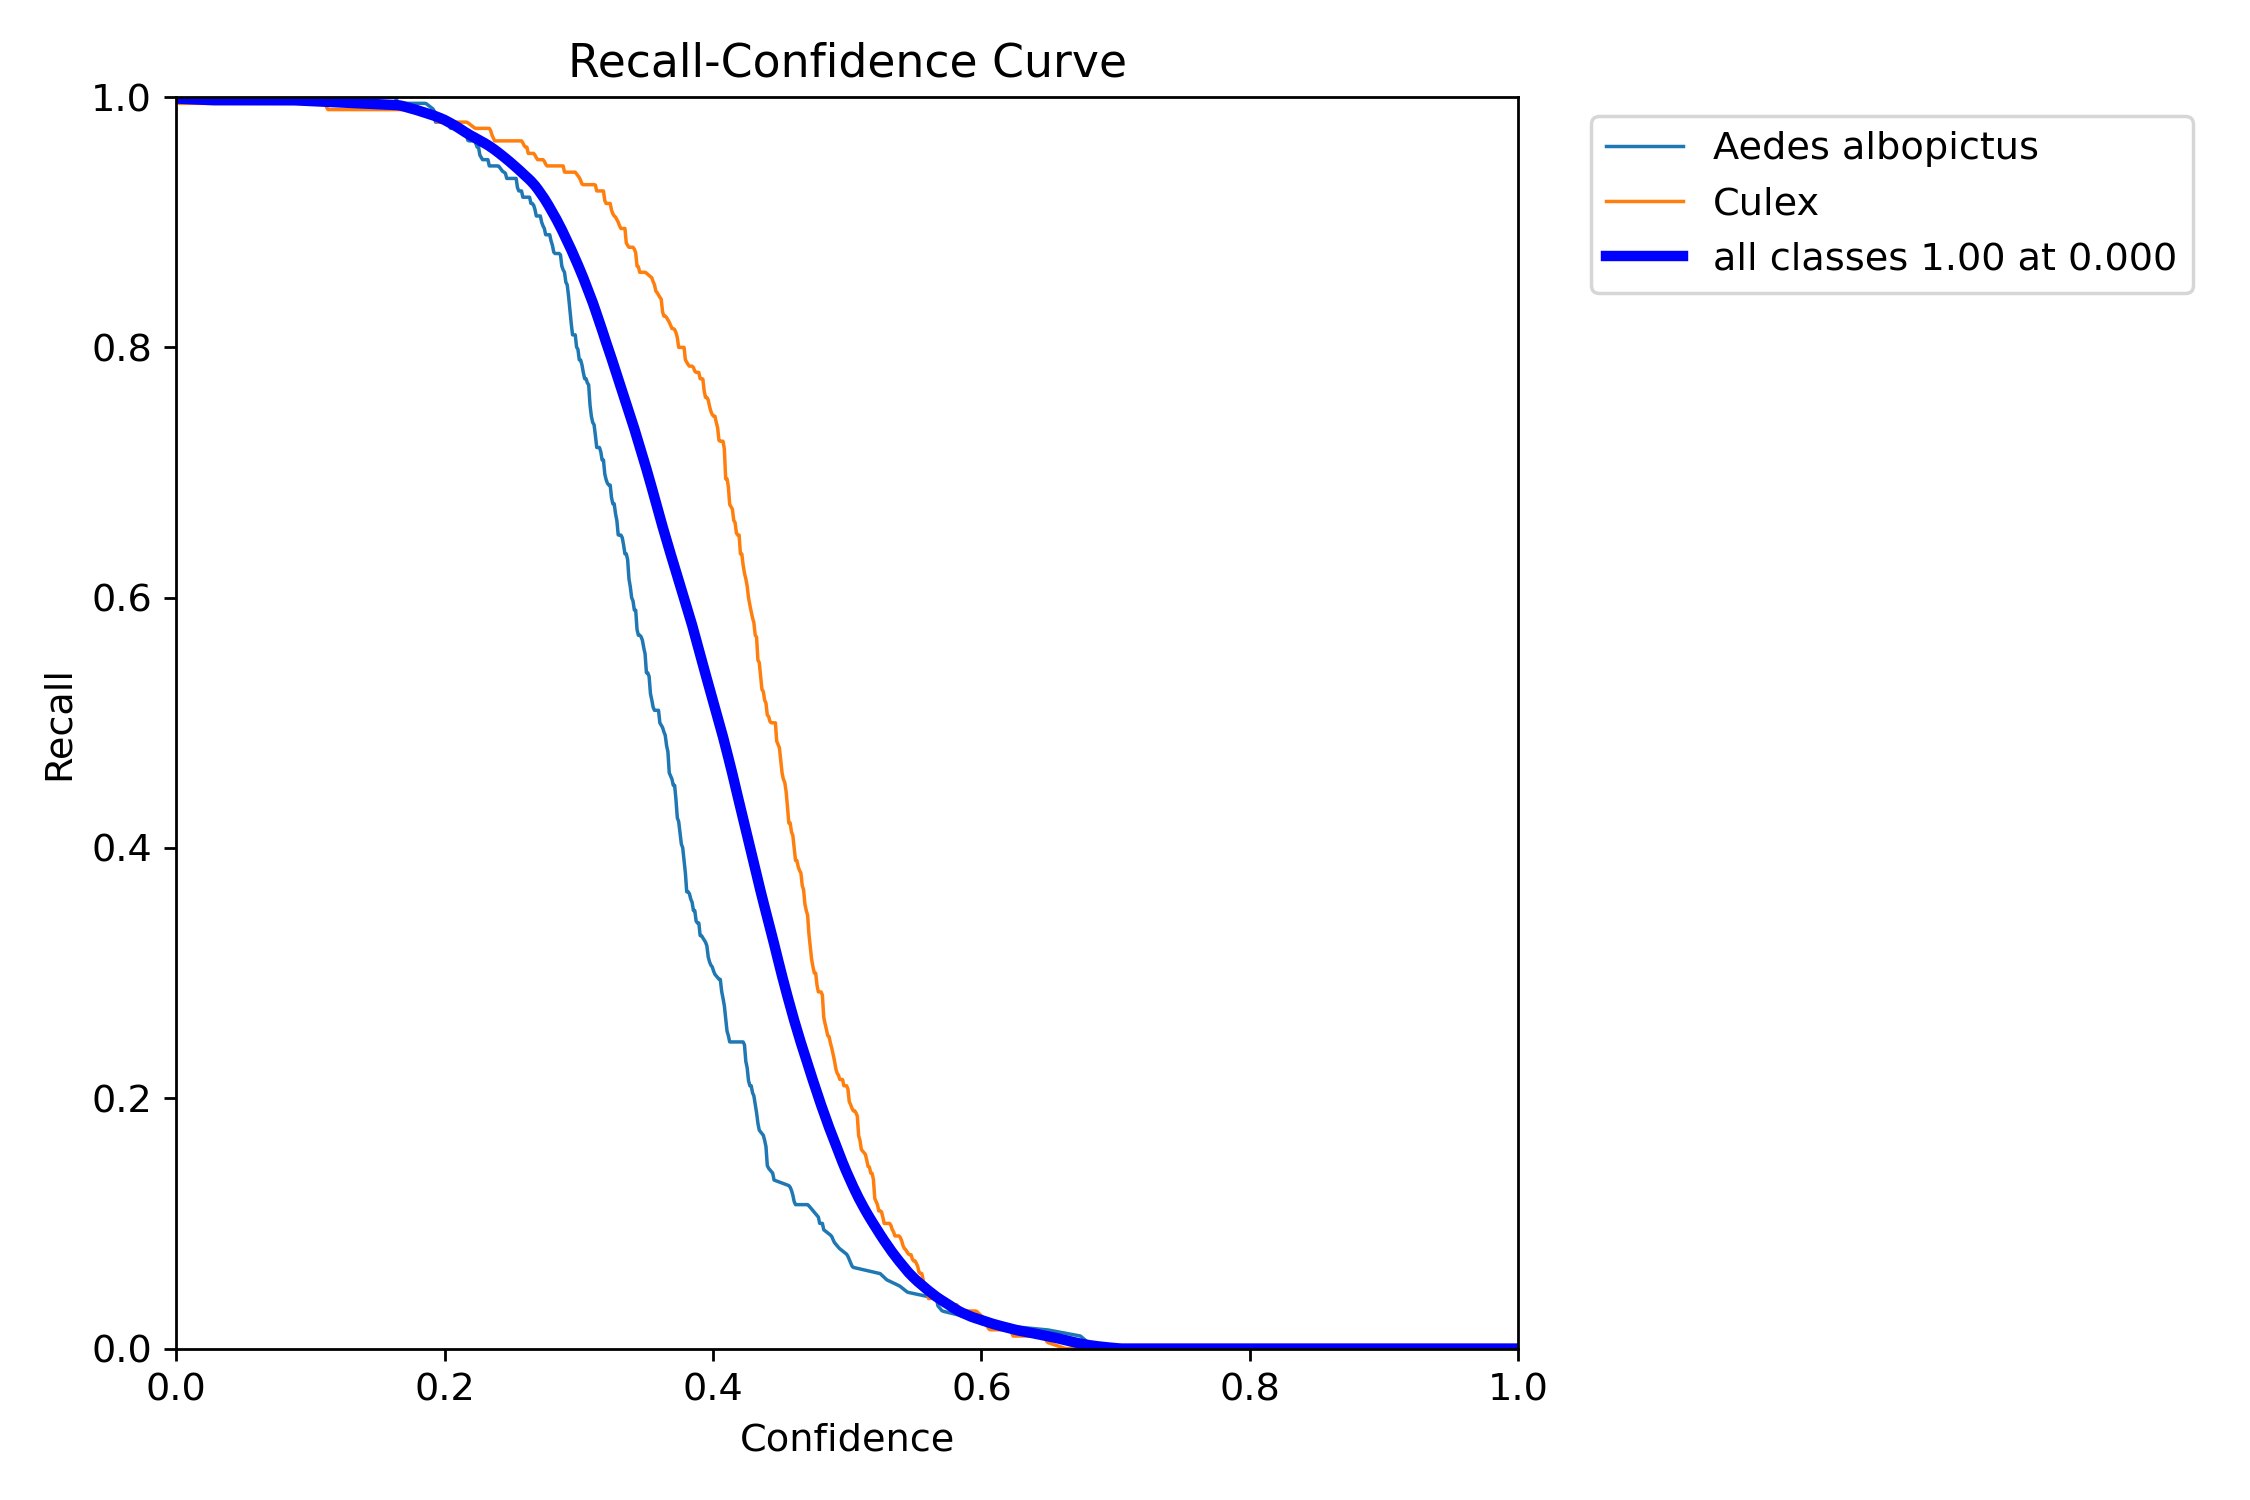 Recall-Confidence Curve
Recall
1.0
0.8
0.6
0.4
0.2
0.0
0.0 0.2 0.4 0.6 0.8 1.0
Confidence
Aedes albopictus
Culex
all classes 1.00 at 0.000